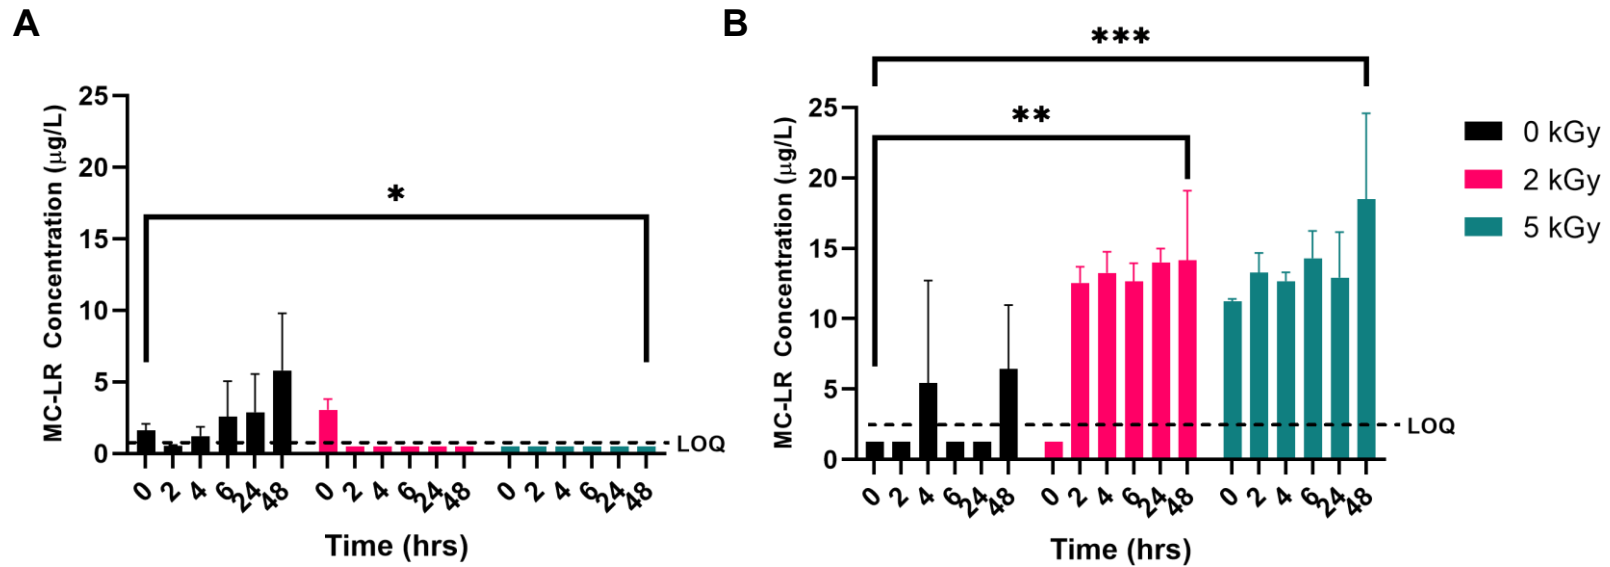 A
B
*
***
**
25
20
15
10
5
0
MC-LR Concentration (µg/L)
LOQ
0 2 4 6 24 48 0 2 4 6 24 48 0 2 4 6 24 48
Time (hrs)
25
20
15
10
5
0
MC-LR Concentration (µg/L)
LOQ
0 2 4 6 24 48 0 2 4 6 24 48 0 2 4 6 24 48
Time (hrs)
0 kGy
2 kGy
5 kGy